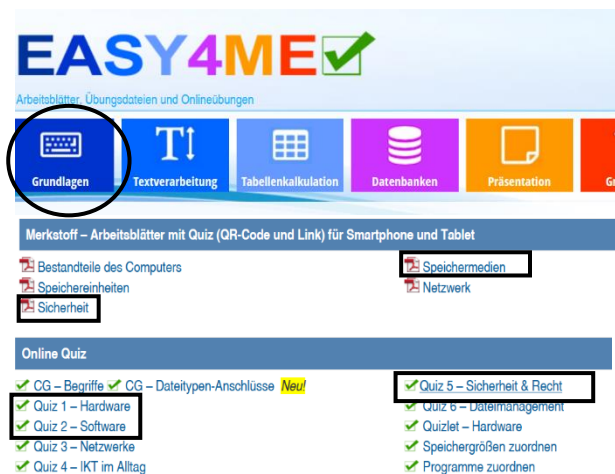 EASY4ME
Arbeitsblätter, Übungsdateien und Onlineübungen
Grundlagen
Textverarbeitung
Tabellenkalkulation
Datenbanken
Präsentation
Merkstoff – Arbeitsblätter mit Quiz (QR-Code und Link) für Smartphone und Tablet
Bestandteile des Computers
Speichereinheiten
Sicherheit
Speichermedien
Netzwerk
Online Quiz
CG – Begriffe CG – Dateitypen-Anschlüsse Neu!
Quiz 1 – Hardware
Quiz 2 – Software
Quiz 3 – Netzwerke
Quiz 4 – IKT im Alltag
Quiz 5 – Sicherheit & Recht
Quiz 6 – Dateimanagement
Quizlet – Hardware
Speichergrößen zuordnen
Programme zuordnen